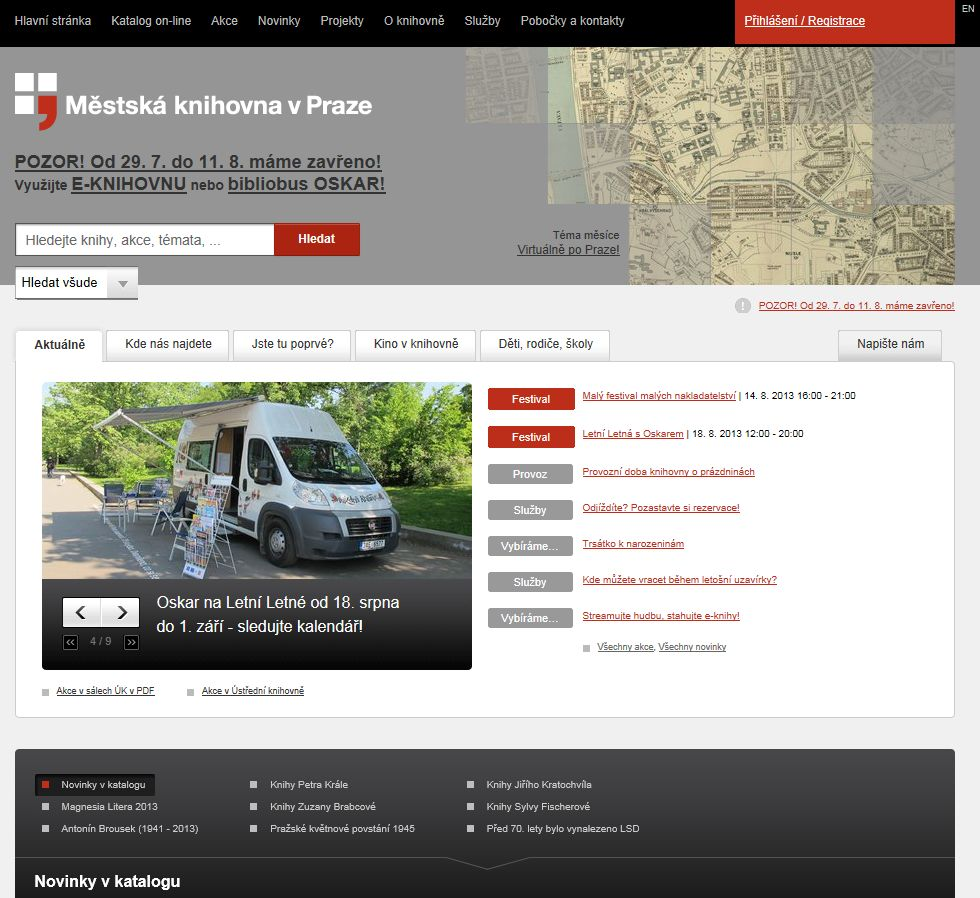 Hlavní stránka Katalog on-line Akce Novinky Projekty O knihovně Služby Pobočky a kontakty Přihlášení / Registrace EN
Městská knihovna v Praze
POZOR! Od 29. 7. do 11. 8. máme zavřeno!
Využijte E-KNIHOVNU nebo bibliobus OSKAR!
Hledejte knihy, akce, témata, ... Hledat
Téma měsíce
Virtuálně po Praze!
Hledat všude
POZOR! Od 29. 7. do 11. 8. máme zavřeno!
Aktuálně Kde nás najdete Jste tu poprvé? Kino v knihovně Děti, rodiče, školy Napište nám
Festival Malý festival malých nakladatelství | 14. 8. 2013 16:00 - 21:00
Festival Letní Letná s Oskarem | 18. 8. 2013 12:00 - 20:00
Provoz Provozní doba knihovny o prázdninách
Služby Odjíždíte? Pozastavte si rezervace!
Vybíráme... Trsátko k narozeninám
Služby Kde můžete vracet během letošní uzavírky?
Vybíráme... Streamujte hudbu, stahujte e-knihy!
Všechny akce, Všechny novinky
Oskar na Letní Letné od 18. srpna
do 1. září - sledujte kalendář!
4 / 9
Akce v sálech ÚK v PDF Akce v Ústřední knihovně
Novinky v katalogu Knihy Petra Krále Knihy Jiřího Kratochvíla
Magnesia Litera 2013 Knihy Zuzany Brabcové Knihy Sylvy Fischerové
Antonín Brousek (1941 - 2013) Pražské květnové povstání 1945 Před 70. lety bylo vynalezeno LSD
Novinky v katalogu